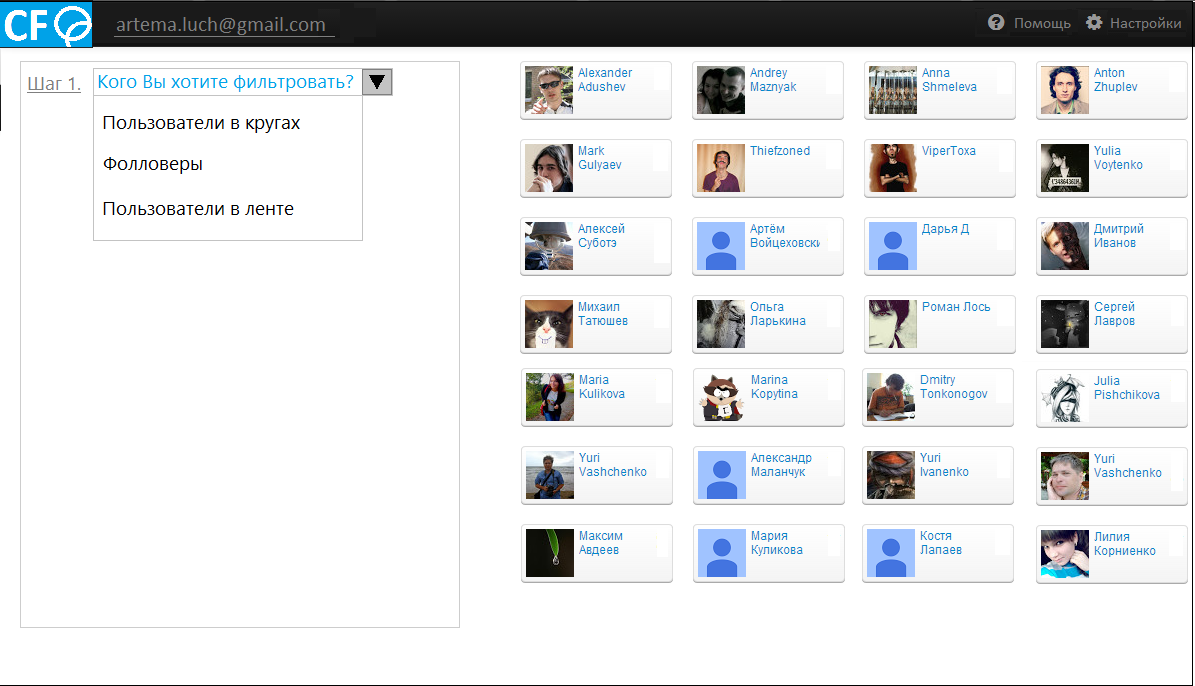 CF
artema.luch@gmail.com
Помощь
Настройки
Шаг 1.
Кого Вы хотите фильтровать?
Пользователи в кругах
Фолловеры
Пользователи в ленте
Alexander
Adushev
Andrey
Maznyak
Anna
Shmeleva
Anton
Zhuplev
Mark
Gulyaev
Thiefzoned
ViperToxa
Yulia
Voytenko
Алексей
Суботэ
Артём
Войцеховски
Дарья Д
Дмитрий
Иванов
Михаил
Татюшев
Ольга
Ларькина
Роман Лось
Сергей
Лавров
Maria
Kulikova
Marina
Kopytina
Dmitry
Tonkonogov
Julia
Pishchikova
Yuri
Vashchenko
Александр
Маланчук
Yuri
Ivanenko
Yuri
Vashchenko
Максим
Авдеев
Мария
Куликова
Костя
Лапаев
Лилия
Корниенко